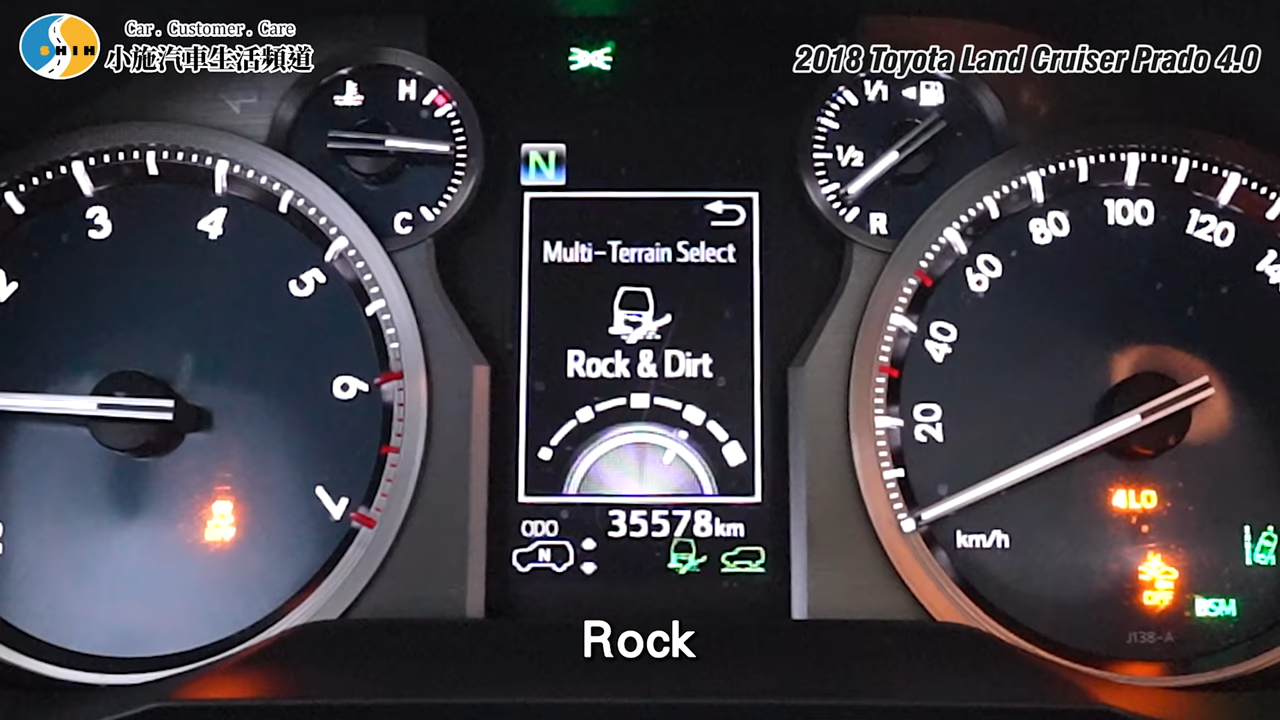 Car . Customer . Care
SHIH
小施汽車生活頻道
2018 Toyota Land Cruiser Prado 4.0
H
C
1/1
1/2
R
N
Multi-Terrain Select
Rock & Dirt
2
3
4
5
6
7
20
40
60
80
100
120
ODO
35578km
N
km/h
4LO
OFF
BSM
J138-A
Rock